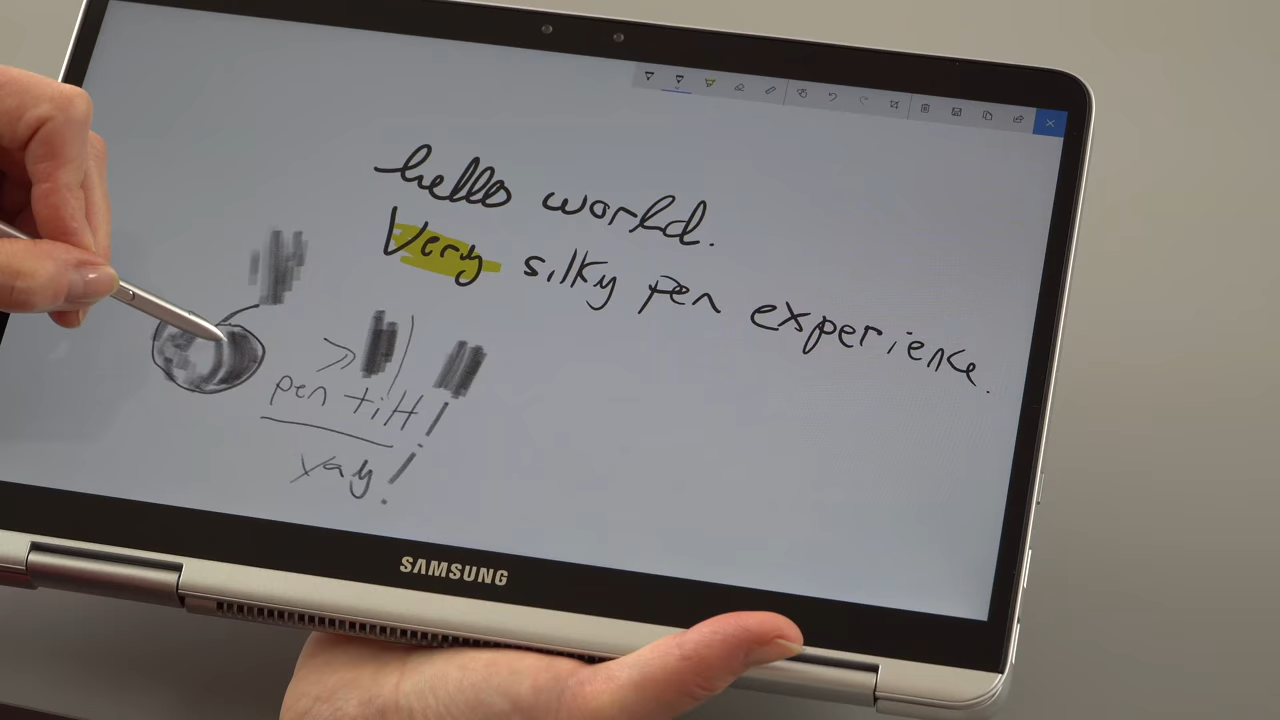 hello world.
Very silky pen experience.
pen tilt!
yay!
SAMSUNG